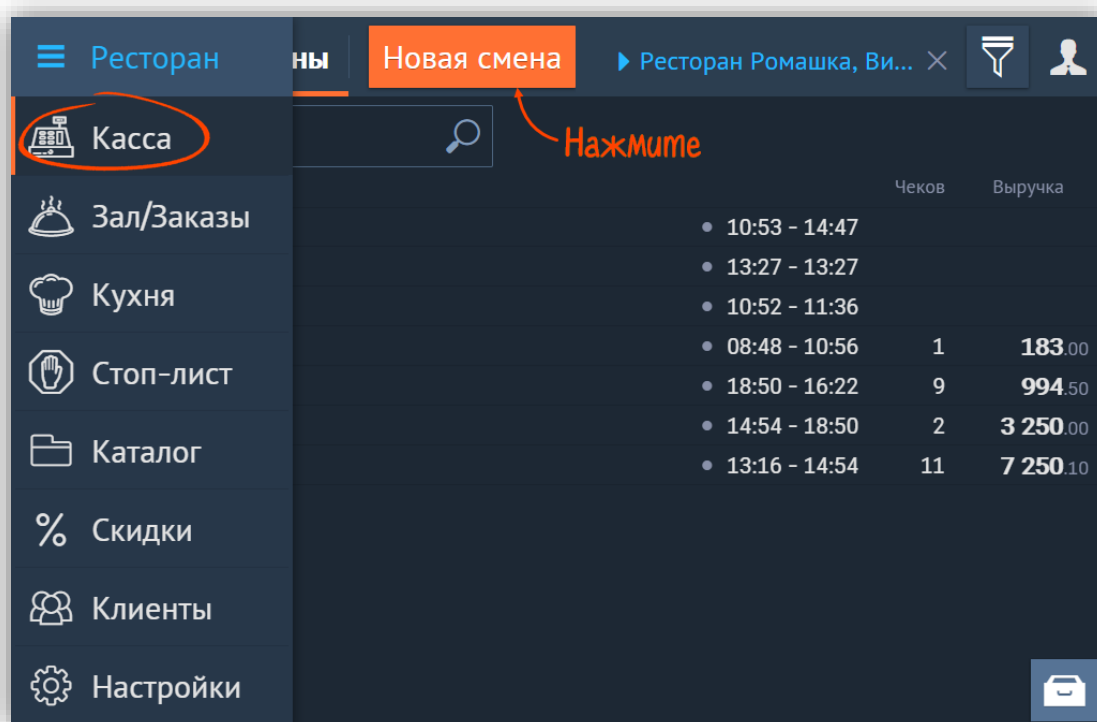 Ресторан
ны
Новая смена
Ресторан Ромашка, Ви...
Касса
Нажмите
Чеков Выручка
Зал/Заказы
10:53 - 14:47
13:27 - 13:27
Кухня
10:52 - 11:36
08:48 - 10:56 1 183.00
Стоп-лист
18:50 - 16:22 9 994.50
14:54 - 18:50 2 3 250.00
Каталог
13:16 - 14:54 11 7 250.10
% Скидки
Клиенты
Настройки